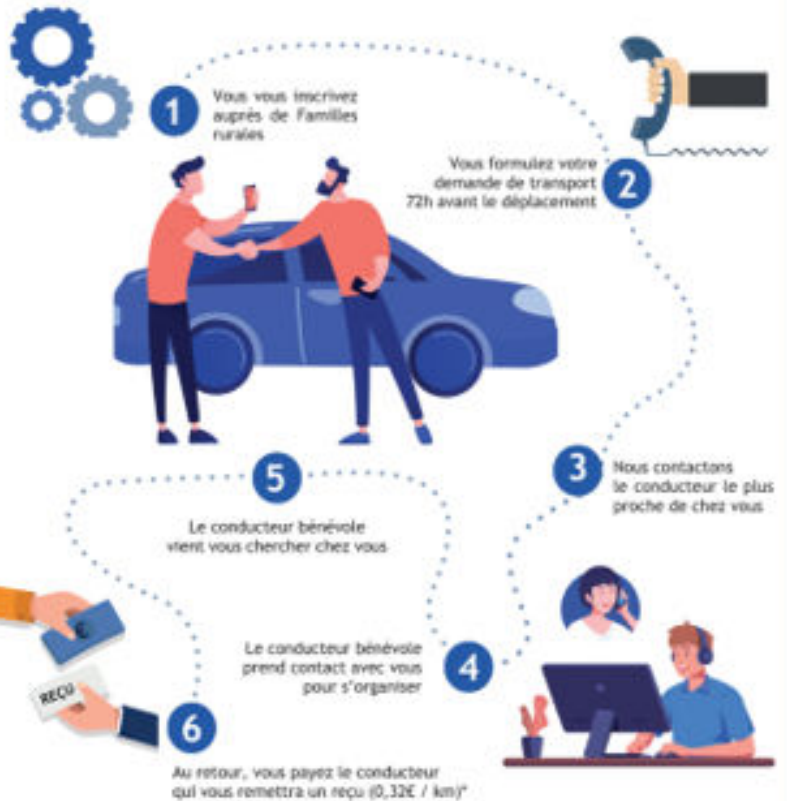 1
Vous vous inscrivez
auprès de Familles
rurales
2
Vous formulez votre
demande de transport
72h avant le déplacement
3
Nous contactons
le conducteur le plus
proche de chez vous
4
Le conducteur bénévole
prend contact avec vous
pour s'organiser
5
Le conducteur bénévole
vient vous chercher chez vous
€
REÇU
6
Au retour, vous payez le conducteur
qui vous remettra un reçu (0,32€ / km)*